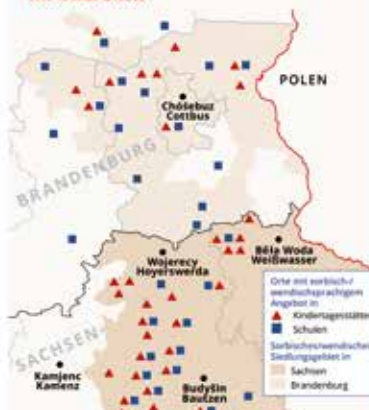 POLEN
Chóśebuz
Cottbus
BRANDENBURG
Wojerecy
Hoyerswerda
Běła Woda
Weißwasser
SACHSEN
Kamjenc
Kamenz
Budyšin
Bautzen
Orte mit sorbisch-/
wendischsprachigem
Angebot in
Kindertagesstätten
Schulen
Sorbisches/wendisches
Siedlungsgebiet in
Sachsen
Brandenburg